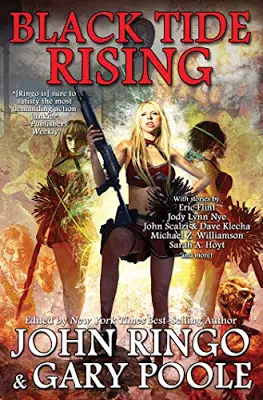 BLACK TIDE
RISING
"[Ringo is] sure to
satisfy the most
demanding action
junkie."
Publishers
Weekly
With stories by
Eric Flint
Jody Lynn Nye
John Scalzi & Dave Klecha
Michael Z. Williamson
Sarah A. Hoyt
and more!
Edited by New York Times Best-Selling Author
JOHN RINGO
& GARY POOLE